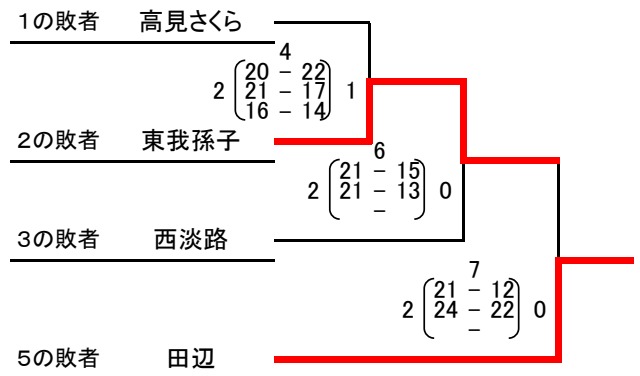 1の敗者 高見さくら
4
20 - 22
2 21 - 17 1
16 - 14
2の敗者 東我孫子
6
21 - 15
2 21 - 13 0
-
3の敗者 西淡路
7
21 - 12
2 24 - 22 0
-
5の敗者 田辺